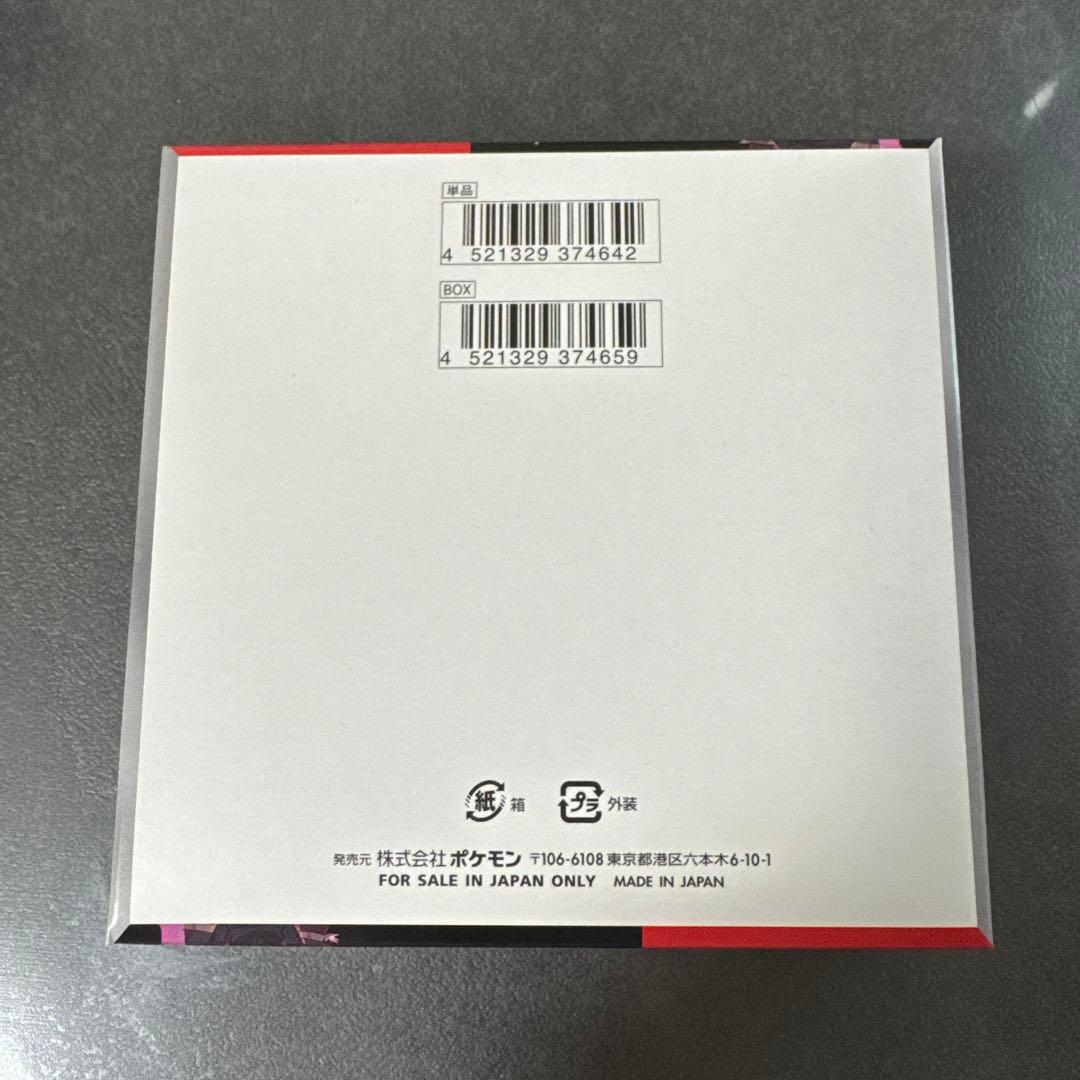 単品
4 521329 374642
BOX
4 521329 374659
紙 箱 プラ 外装
発売元 株式会社 ポケモン 〒106-6108 東京都港区六本木6-10-1
FOR SALE IN JAPAN ONLY MADE IN JAPAN